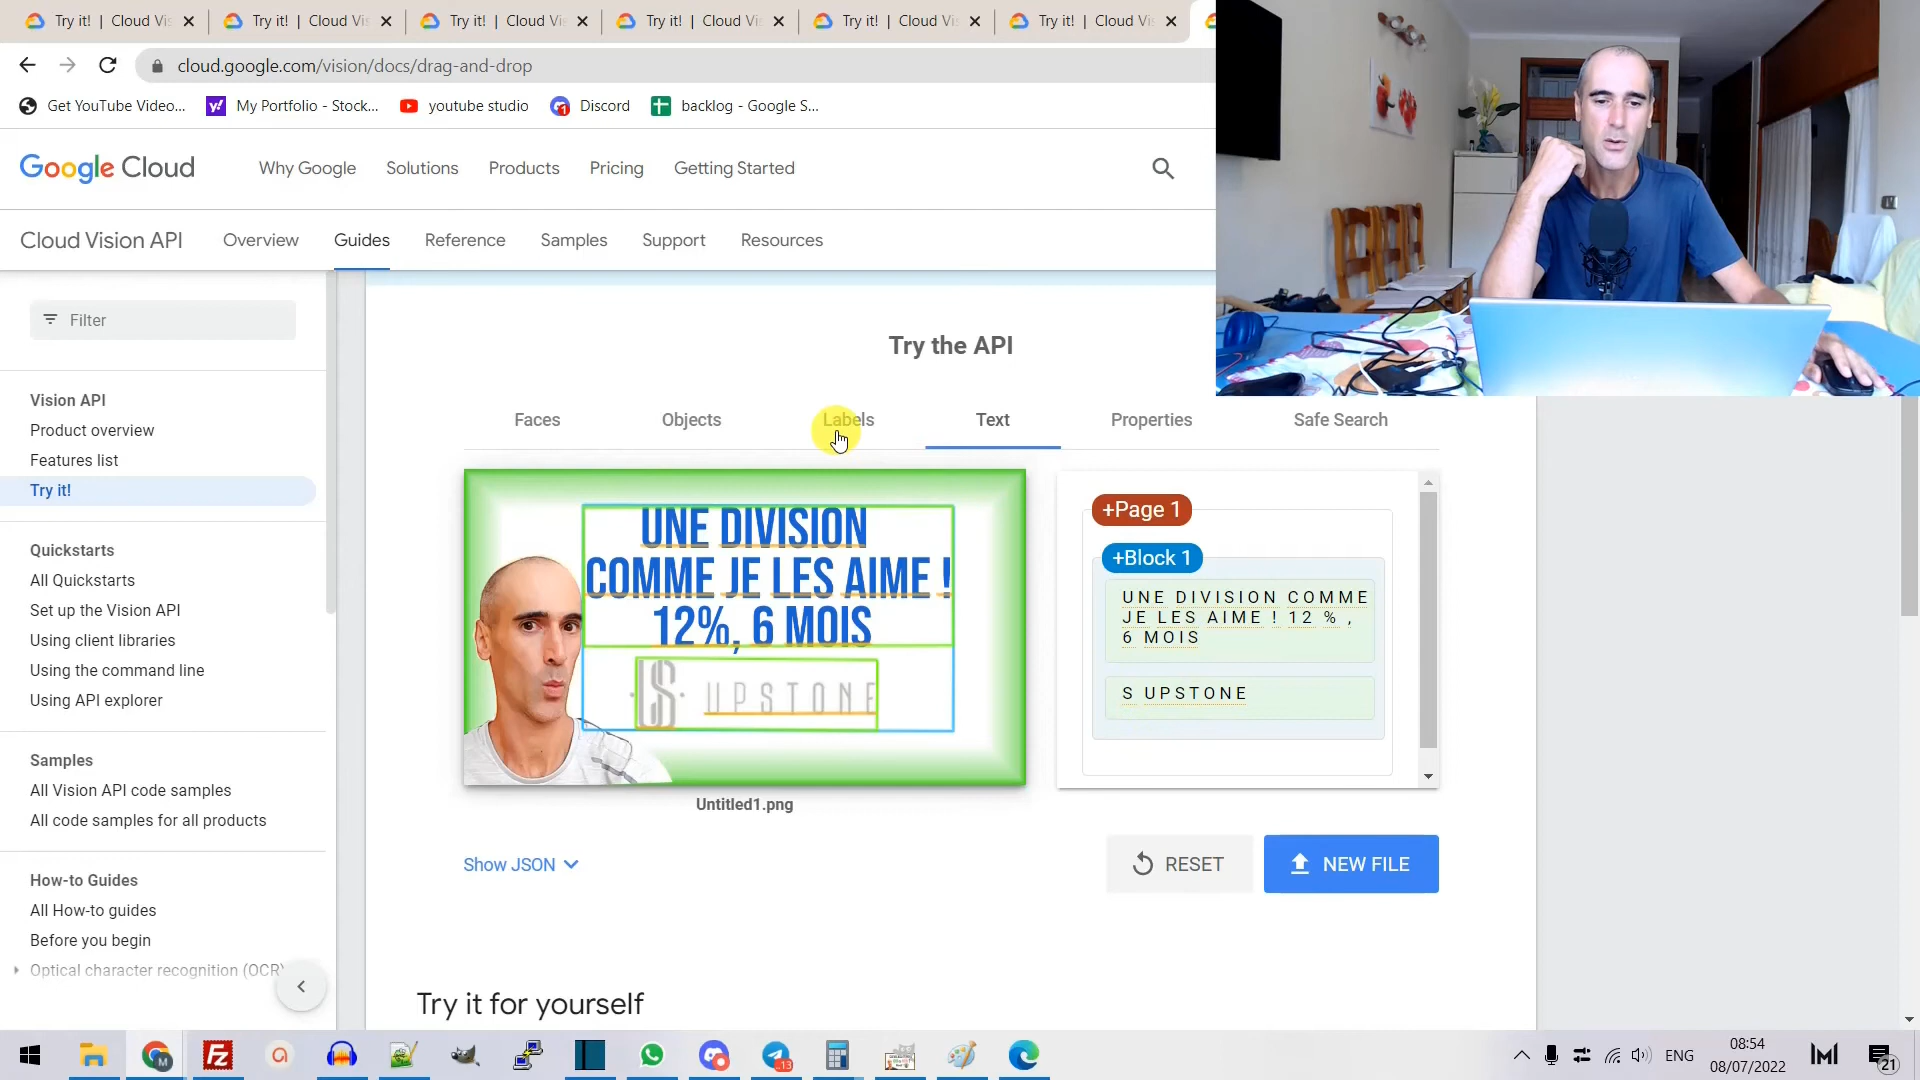 Try it! | Cloud Vis
Try it! | Cloud Vis
Try it! | Cloud Vis
Try it! | Cloud Vis
Try it! | Cloud Vis
Try it! | Cloud Vis
cloud.google.com/vision/docs/drag-and-drop
Get YouTube Video...
My Portfolio - Stock...
youtube studio
Discord
backlog - Google S...
Google Cloud
Why Google
Solutions
Products
Pricing
Getting Started
Cloud Vision API
Overview
Guides
Reference
Samples
Support
Resources
Filter
Vision API
Product overview
Features list
Try it!
Quickstarts
All Quickstarts
Set up the Vision API
Using client libraries
Using the command line
Using API explorer
Samples
All Vision API code samples
All code samples for all products
How-to Guides
All How-to guides
Before you begin
Optical character recognition (OCR)
Try the API
Faces
Objects
Labels
Text
Properties
Safe Search
UNE DIVISION
COMME JE LES AIME !
12%, 6 MOIS
UPSTONE
Untitled1.png
+Page 1
+Block 1
UNE DIVISION COMME
JE LES AIME ! 12 % ,
6 MOIS
S UPSTONE
Show JSON
RESET
NEW FILE
Try it for yourself
13
ENG
08:54
08/07/2022
21